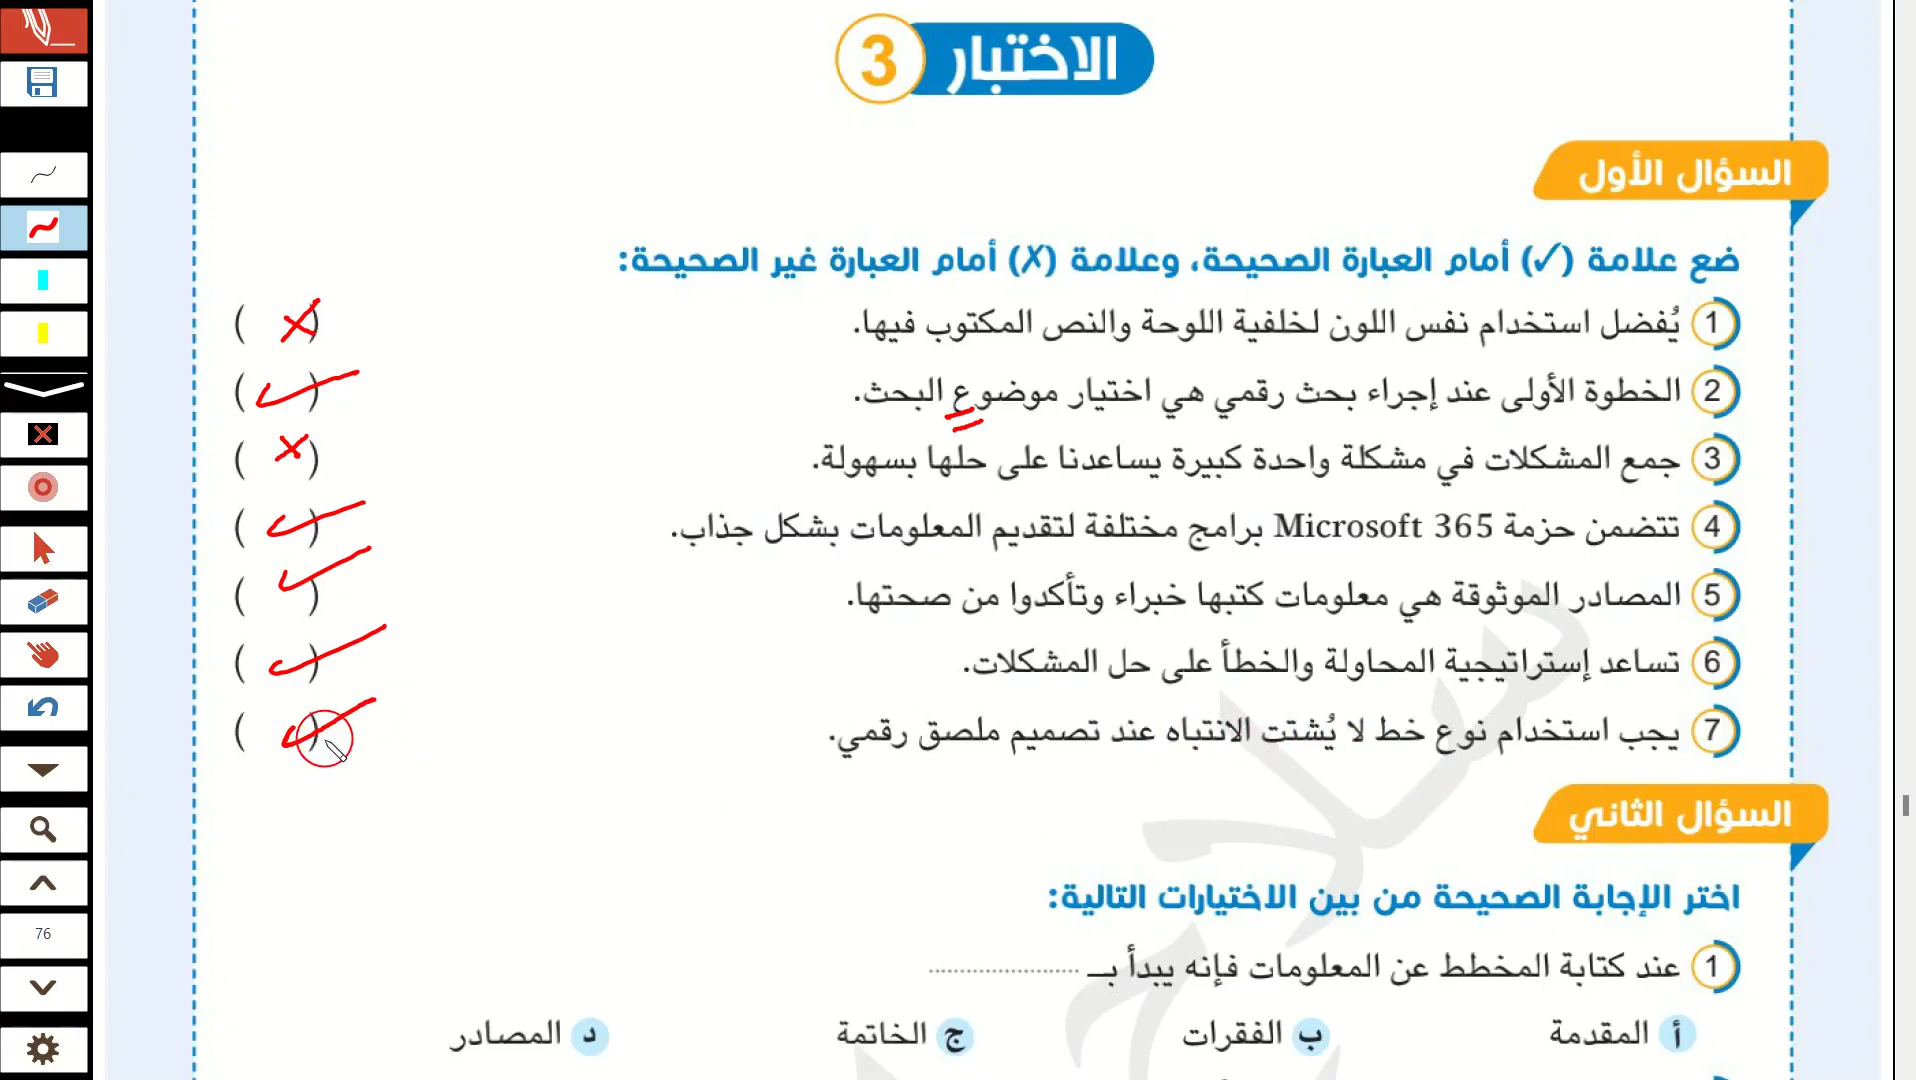 الاختبار 3
السؤال الأول
ضع علامة (✓) أمام العبارة الصحيحة، وعلامة (✗) أمام العبارة غير الصحيحة:
1 يُفضل استخدام نفس اللون لخلفية اللوحة والنص المكتوب فيها. (✗)
2 الخطوة الأولى عند إجراء بحث رقمي هي اختيار موضوع البحث. (✓)
3 جمع المشكلات في مشكلة واحدة كبيرة يساعدنا على حلها بسهولة. (✗)
4 تتضمن حزمة Microsoft 365 برامج مختلفة لتقديم المعلومات بشكل جذاب. (✓)
5 المصادر الموثوقة هي معلومات كتبها خبراء وتأكدوا من صحتها. (✓)
6 تساعد إستراتيجية المحاولة والخطأ على حل المشكلات. (✓)
7 يجب استخدام نوع خط لا يُشتت الانتباه عند تصميم ملصق رقمي. (✓)
السؤال الثاني
اختر الإجابة الصحيحة من بين الاختيارات التالية:
1 عند كتابة المخطط عن المعلومات فإنه يبدأ بـ ........................
أ المقدمة ب الفقرات ج الخاتمة د المصادر
76